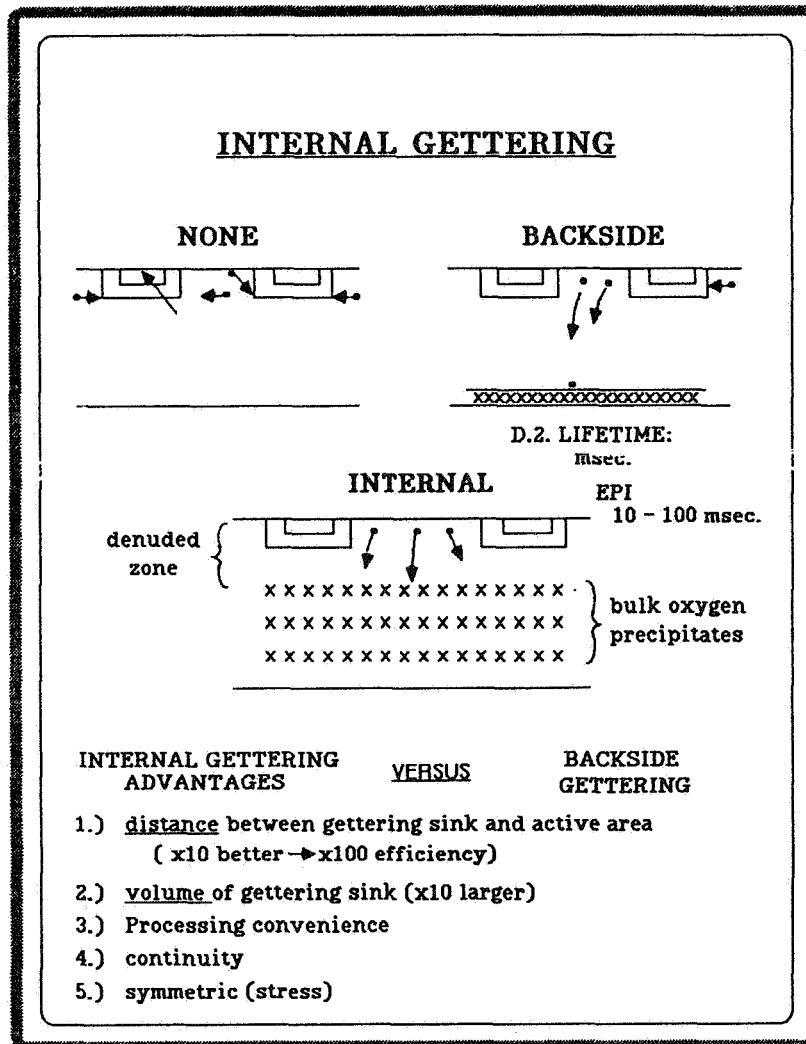 INTERNAL GETTERING
NONE
BACKSIDE
XXXXXXXXXXXXXXXXXXXXX
D.2. LIFETIME:
msec.
INTERNAL
EPI
10 - 100 msec.
denuded
zone
x x x x x x x x x x x x x x x x
x x x x x x x x x x x x x x x x
x x x x x x x x x x x x x x x x
bulk oxygen
precipitates
INTERNAL GETTERING
ADVANTAGES
VERSUS
BACKSIDE
GETTERING
1.) distance between gettering sink and active area
( x10 better → x100 efficiency)
2.) volume of gettering sink (x10 larger)
3.) Processing convenience
4.) continuity
5.) symmetric (stress)